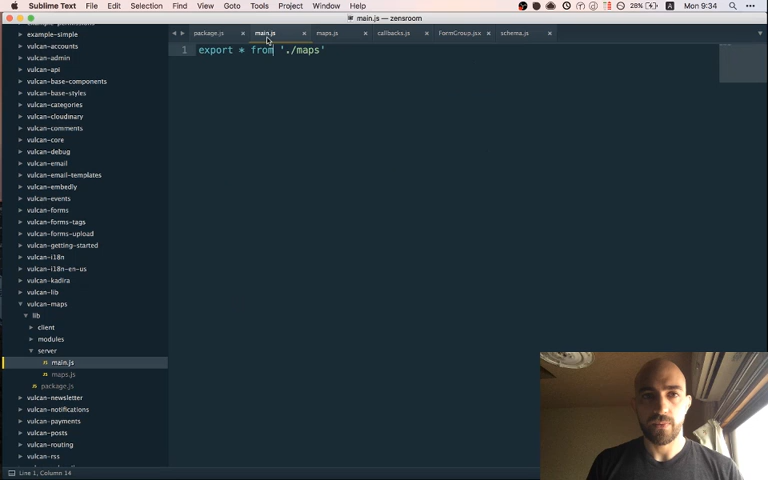 Sublime Text File Edit Selection Find View Goto Tools Project Window Help 28% Mon 9:34
main.js — zensroom
package.js × main.js × maps.js × callbacks.js × FormGroup.jsx × schema.js ×
1 export * from './maps'
example-simple
vulcan-accounts
vulcan-admin
vulcan-api
vulcan-base-components
vulcan-base-styles
vulcan-categories
vulcan-cloudinary
vulcan-comments
vulcan-core
vulcan-debug
vulcan-email
vulcan-email-templates
vulcan-embedly
vulcan-events
vulcan-forms
vulcan-forms-tags
vulcan-forms-upload
vulcan-getting-started
vulcan-i18n
vulcan-i18n-en-us
vulcan-kadira
vulcan-lib
vulcan-maps
lib
client
modules
server
main.js
maps.js
package.js
vulcan-newsletter
vulcan-notifications
vulcan-payments
vulcan-posts
vulcan-routing
vulcan-rss
Line 1, Column 14